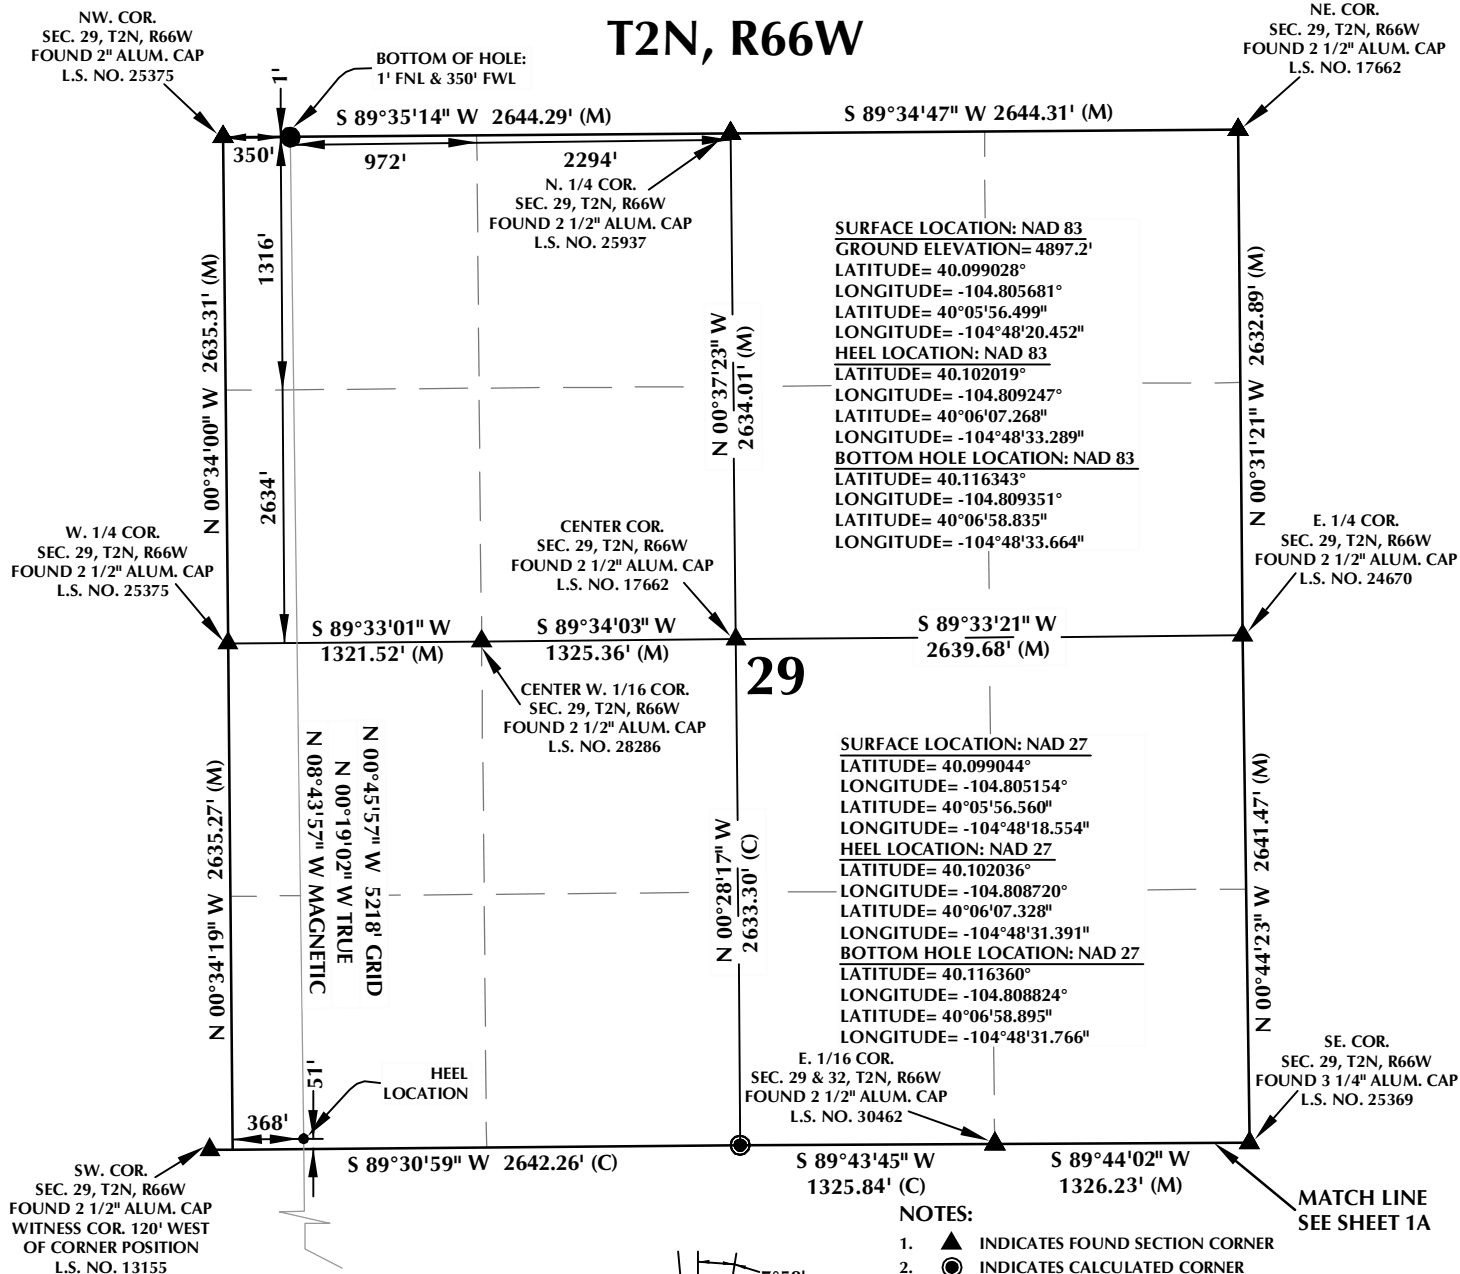 T2N, R66W
NW. COR.
SEC. 29, T2N, R66W
FOUND 2" ALUM. CAP
L.S. NO. 25375
BOTTOM OF HOLE:
1' FNL & 350' FWL
NE. COR.
SEC. 29, T2N, R66W
FOUND 2 1/2" ALUM. CAP
L.S. NO. 17662
1'
S 89°35'14" W 2644.29' (M)
S 89°34'47" W 2644.31' (M)
350'
972'
2294'
N. 1/4 COR.
SEC. 29, T2N, R66W
FOUND 2 1/2" ALUM. CAP
L.S. NO. 25937
1316'
2634'
N 00°34'00" W 2635.31' (M)
N 00°37'23" W
2634.01' (M)
SURFACE LOCATION: NAD 83
GROUND ELEVATION= 4897.2'
LATITUDE= 40.099028°
LONGITUDE= -104.805681°
LATITUDE= 40°05'56.499"
LONGITUDE= -104°48'20.452"
HEEL LOCATION: NAD 83
LATITUDE= 40.102019°
LONGITUDE= -104.809247°
LATITUDE= 40°06'07.268"
LONGITUDE= -104°48'33.289"
BOTTOM HOLE LOCATION: NAD 83
LATITUDE= 40.116343°
LONGITUDE= -104.809351°
LATITUDE= 40°06'58.835"
LONGITUDE= -104°48'33.664"
N 00°31'21" W 2632.89' (M)
W. 1/4 COR.
SEC. 29, T2N, R66W
FOUND 2 1/2" ALUM. CAP
L.S. NO. 25375
CENTER COR.
SEC. 29, T2N, R66W
FOUND 2 1/2" ALUM. CAP
L.S. NO. 17662
E. 1/4 COR.
SEC. 29, T2N, R66W
FOUND 2 1/2" ALUM. CAP
L.S. NO. 24670
S 89°33'01" W
1321.52' (M)
S 89°34'03" W
1325.36' (M)
S 89°33'21" W
2639.68' (M)
29
CENTER W. 1/16 COR.
SEC. 29, T2N, R66W
FOUND 2 1/2" ALUM. CAP
L.S. NO. 28286
N 00°34'19" W 2635.27' (M)
N 00°45'57" W 5218' GRID
N 00°19'02" W TRUE
N 08°43'57" W MAGNETIC
N 00°28'17" W
2633.30' (C)
SURFACE LOCATION: NAD 27
LATITUDE= 40.099044°
LONGITUDE= -104.805154°
LATITUDE= 40°05'56.560"
LONGITUDE= -104°48'18.554"
HEEL LOCATION: NAD 27
LATITUDE= 40.102036°
LONGITUDE= -104.808720°
LATITUDE= 40°06'07.328"
LONGITUDE= -104°48'31.391"
BOTTOM HOLE LOCATION: NAD 27
LATITUDE= 40.116360°
LONGITUDE= -104.808824°
LATITUDE= 40°06'58.895"
LONGITUDE= -104°48'31.766"
N 00°44'23" W 2641.47' (M)
HEEL
LOCATION
51'
368'
E. 1/16 COR.
SEC. 29 & 32, T2N, R66W
FOUND 2 1/2" ALUM. CAP
L.S. NO. 30462
SE. COR.
SEC. 29, T2N, R66W
FOUND 3 1/4" ALUM. CAP
L.S. NO. 25369
SW. COR.
SEC. 29, T2N, R66W
FOUND 2 1/2" ALUM. CAP
WITNESS COR. 120' WEST
OF CORNER POSITION
L.S. NO. 13155
S 89°30'59" W 2642.26' (C)
S 89°43'45" W
1325.84' (C)
S 89°44'02" W
1326.23' (M)
MATCH LINE
SEE SHEET 1A
NOTES:
1. INDICATES FOUND SECTION CORNER
2. INDICATES CALCULATED CORNER